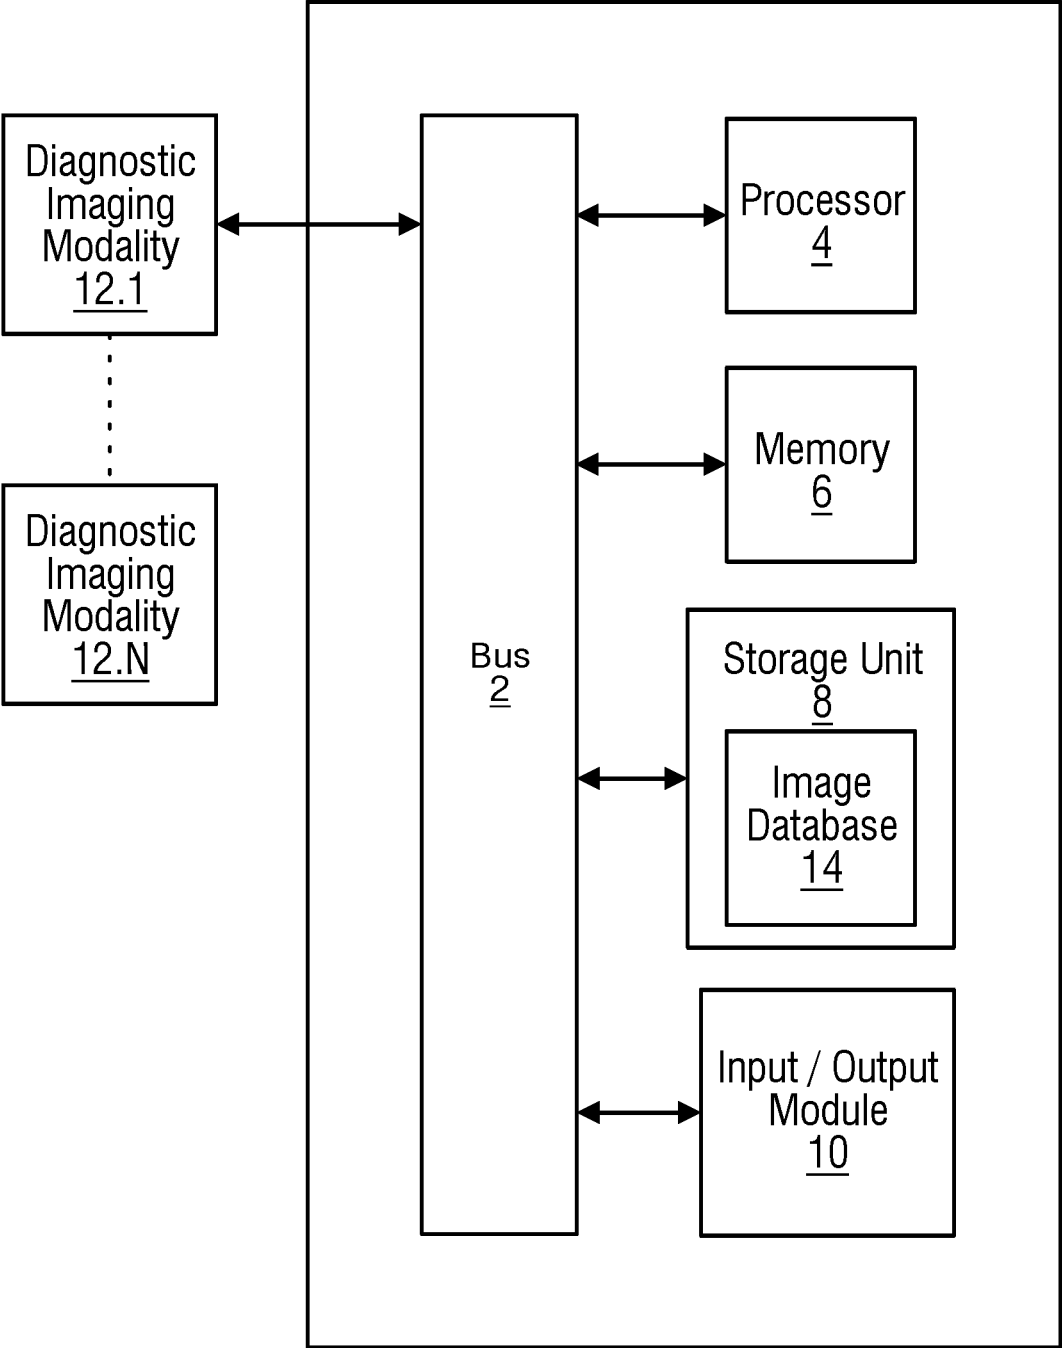 Diagnostic
Imaging
Modality
12.1
Diagnostic
Imaging
Modality
12.N
Bus
2
Processor
4
Memory
6
Storage Unit
8
Image
Database
14
Input / Output
Module
10